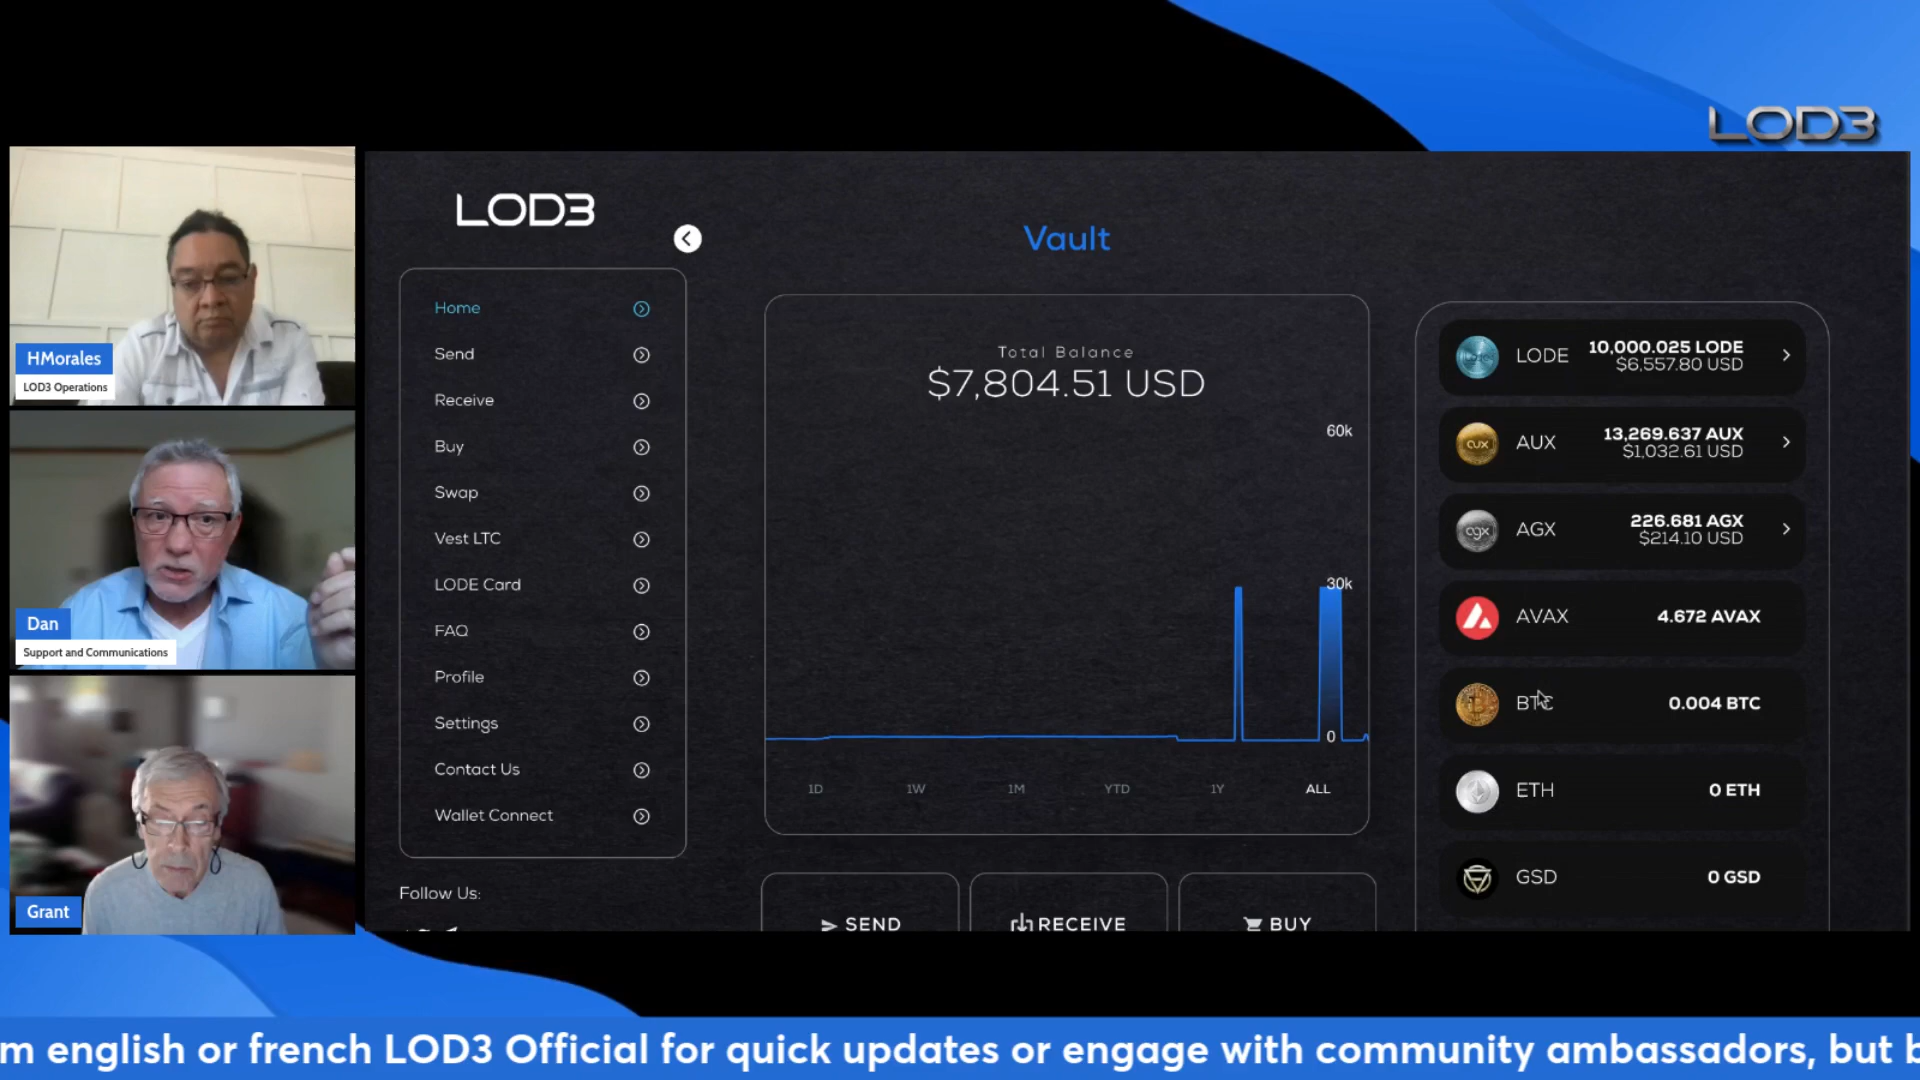 LOD3
HMorales
LOD3 Operations
Dan
Support and Communications
Grant
LOD3
Home
Send
Receive
Buy
Swap
Vest LTC
LODE Card
FAQ
Profile
Settings
Contact Us
Wallet Connect
Follow Us:
Vault
Total Balance
$7,804.51 USD
60k
30k
0
1D 1W 1M YTD 1Y ALL
SEND RECEIVE BUY
LODE 10,000.025 LODE
$6,557.80 USD
AUX 13,269.637 AUX
$1,032.61 USD
AGX 226.681 AGX
$214.10 USD
AVAX 4.672 AVAX
BTC 0.004 BTC
ETH 0 ETH
GSD 0 GSD
m english or french LOD3 Official for quick updates or engage with community ambassadors, but b